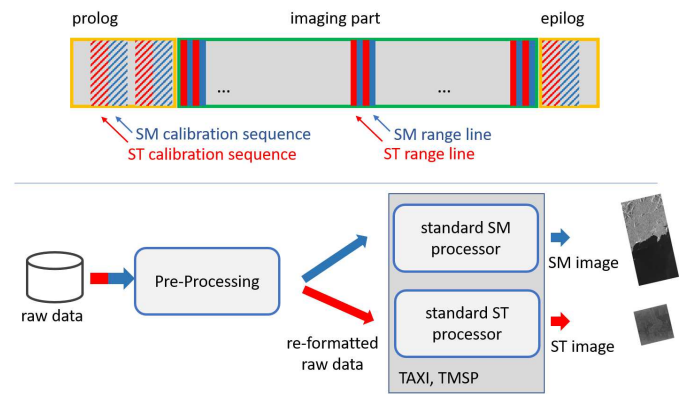 prolog
imaging part
epilog
...
...
SM calibration sequence
ST calibration sequence
SM range line
ST range line
standard SM
processor
SM image
Pre-Processing
raw data
standard ST
processor
re-formatted
raw data
ST image
TAXI, TMSP